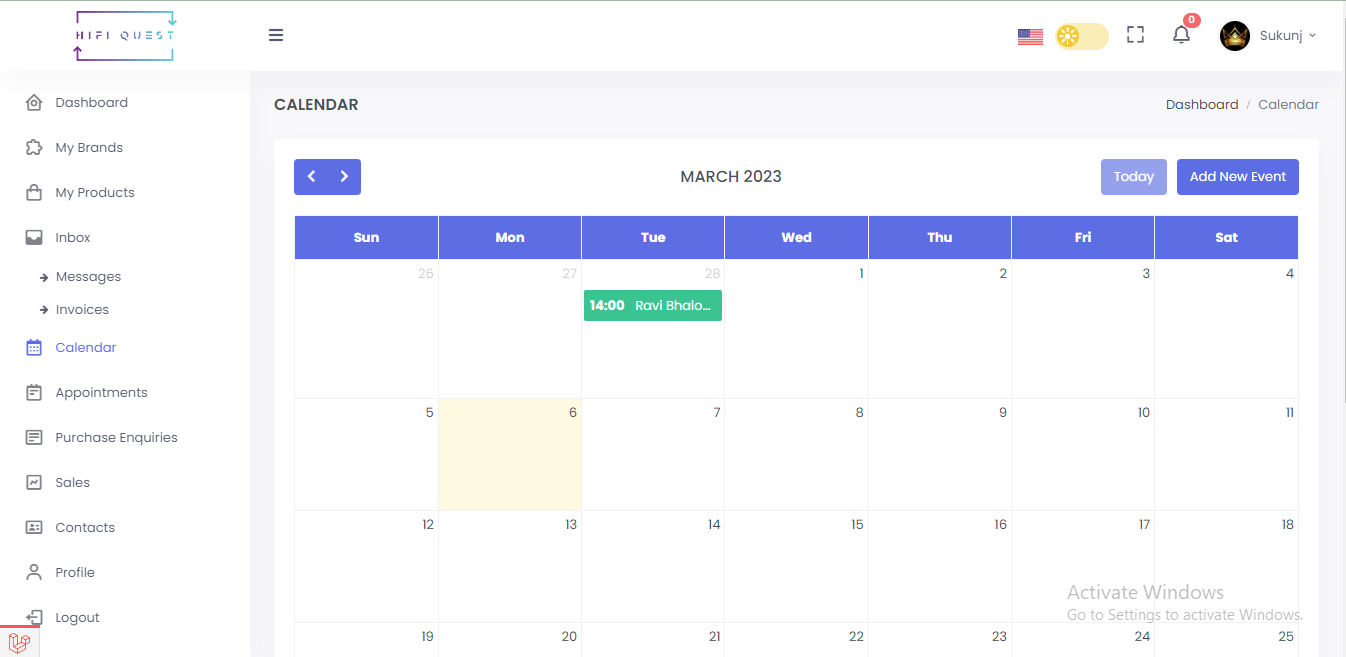 HIFI QUEST
0
Sukunj
Dashboard
My Brands
My Products
Inbox
Messages
Invoices
Calendar
Appointments
Purchase Enquiries
Sales
Contacts
Profile
Logout
CALENDAR
Dashboard / Calendar
MARCH 2023
Today
Add New Event
Sun Mon Tue Wed Thu Fri Sat
26 27 28 1 2 3 4
14:00 Ravi Bhalo...
5 6 7 8 9 10 11
12 13 14 15 16 17 18
Activate Windows
Go to Settings to activate Windows.
19 20 21 22 23 24 25